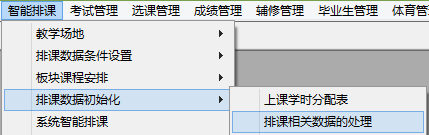 智能排课 考试管理 选课管理 成绩管理 辅修管理 毕业生管理 体育管
教学场地
排课数据条件设置
板块课程安排
排课数据初始化
上课学时分配表
系统智能排课
排课相关数据的处理